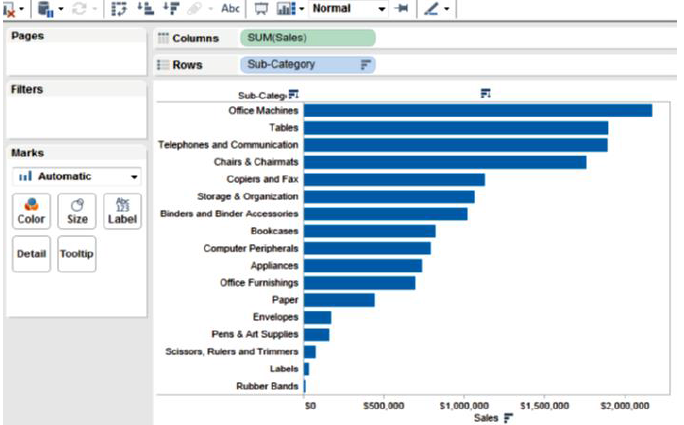 Abc
Normal
Pages
Columns
SUM(Sales)
Rows
Sub-Category
Filters
Marks
Automatic
Color
Size
Abc
123
Label
Detail
Tooltip
Sub-Categ
Office Machines
Tables
Telephones and Communication
Chairs & Chairmats
Copiers and Fax
Storage & Organization
Binders and Binder Accessories
Bookcases
Computer Peripherals
Appliances
Office Furnishings
Paper
Envelopes
Pens & Art Supplies
Scissors, Rulers and Trimmers
Labels
Rubber Bands
$0 $500,000 $1,000,000 $1,500,000 $2,000,000
Sales